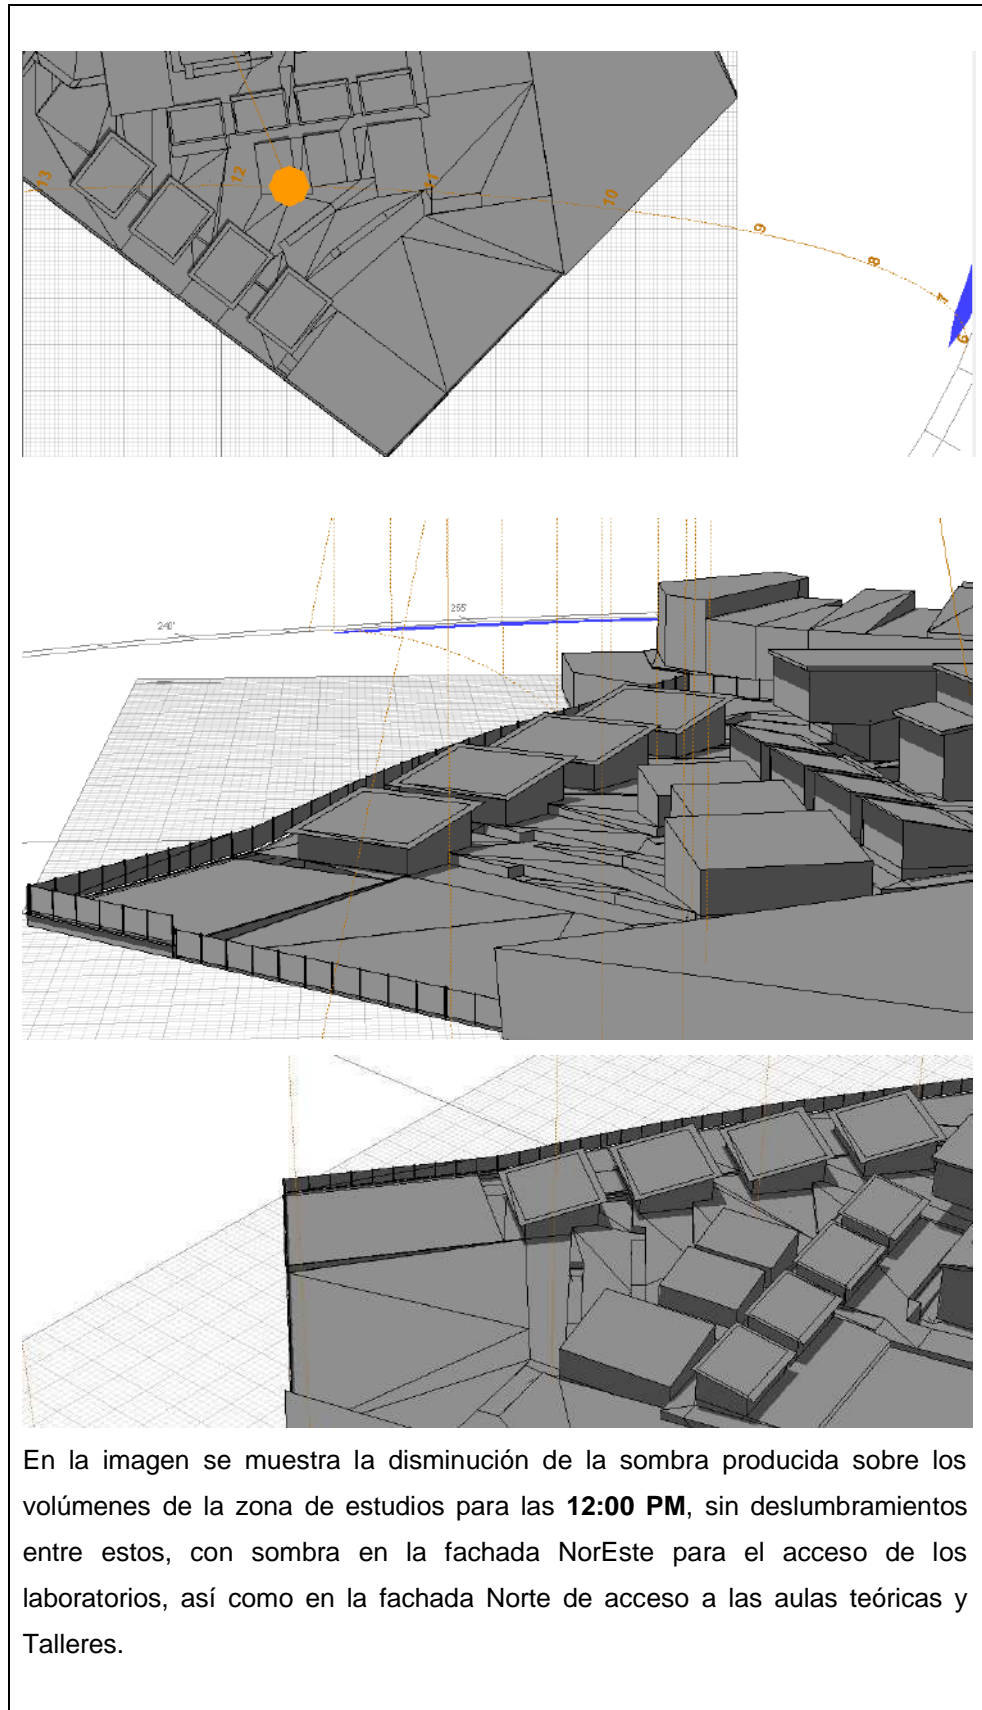 13
12
11
10
9
8
7
6
240°
255°
En la imagen se muestra la disminución de la sombra producida sobre los
volúmenes de la zona de estudios para las 12:00 PM, sin deslumbramientos
entre estos, con sombra en la fachada NorEste para el acceso de los
laboratorios, así como en la fachada Norte de acceso a las aulas teóricas y
Talleres.